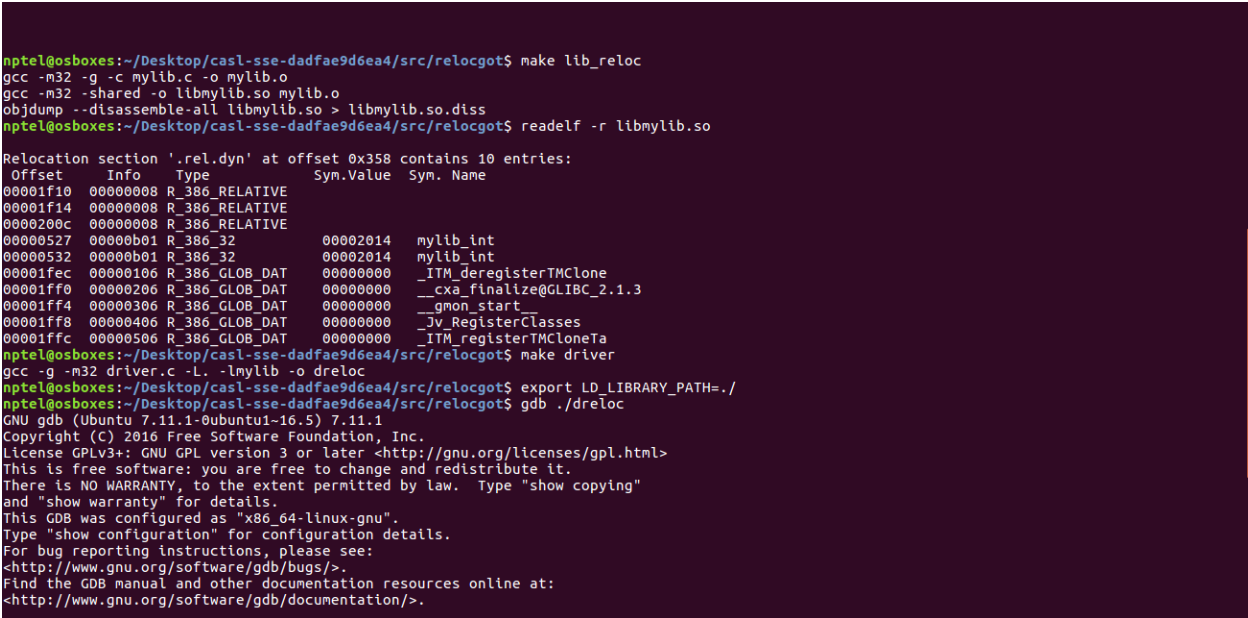 nptel@osboxes:~/Desktop/casl-sse-dadfae9d6ea4/src/relocgot$ make lib_reloc
gcc -m32 -g -c mylib.c -o mylib.o
gcc -m32 -shared -o libmylib.so mylib.o
objdump --disassemble-all libmylib.so > libmylib.so.diss
nptel@osboxes:~/Desktop/casl-sse-dadfae9d6ea4/src/relocgot$ readelf -r libmylib.so
Relocation section '.rel.dyn' at offset 0x358 contains 10 entries:
 Offset     Info    Type            Sym.Value  Sym. Name
00001f10  00000008 R_386_RELATIVE
00001f14  00000008 R_386_RELATIVE
0000200c  00000008 R_386_RELATIVE
00000527  00000b01 R_386_32          00002014   mylib_int
00000532  00000b01 R_386_32          00002014   mylib_int
00001fec  00000106 R_386_GLOB_DAT    00000000   _ITM_deregisterTMClone
00001ff0  00000206 R_386_GLOB_DAT    00000000   __cxa_finalize@GLIBC_2.1.3
00001ff4  00000306 R_386_GLOB_DAT    00000000   __gmon_start__
00001ff8  00000406 R_386_GLOB_DAT    00000000   _Jv_RegisterClasses
00001ffc  00000506 R_386_GLOB_DAT    00000000   _ITM_registerTMCloneTa
nptel@osboxes:~/Desktop/casl-sse-dadfae9d6ea4/src/relocgot$ make driver
gcc -g -m32 driver.c -L. -lmylib -o dreloc
nptel@osboxes:~/Desktop/casl-sse-dadfae9d6ea4/src/relocgot$ export LD_LIBRARY_PATH=./
nptel@osboxes:~/Desktop/casl-sse-dadfae9d6ea4/src/relocgot$ gdb ./dreloc
GNU gdb (Ubuntu 7.11.1-0ubuntu1~16.5) 7.11.1
Copyright (C) 2016 Free Software Foundation, Inc.
License GPLv3+: GNU GPL version 3 or later <http://gnu.org/licenses/gpl.html>
This is free software: you are free to change and redistribute it.
There is NO WARRANTY, to the extent permitted by law.  Type "show copying"
and "show warranty" for details.
This GDB was configured as "x86_64-linux-gnu".
Type "show configuration" for configuration details.
For bug reporting instructions, please see:
<http://www.gnu.org/software/gdb/bugs/>.
Find the GDB manual and other documentation resources online at:
<http://www.gnu.org/software/gdb/documentation/>.